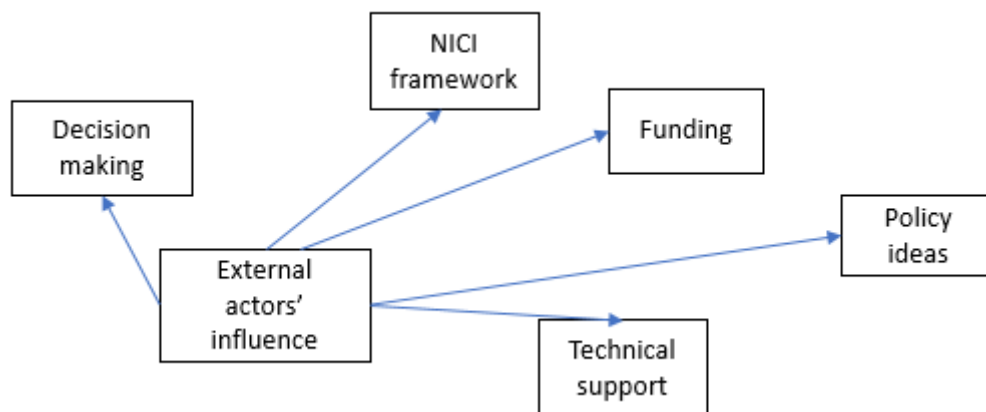 NICI
framework
Decision
making
Funding
Policy
ideas
External
actors’
influence
Technical
support